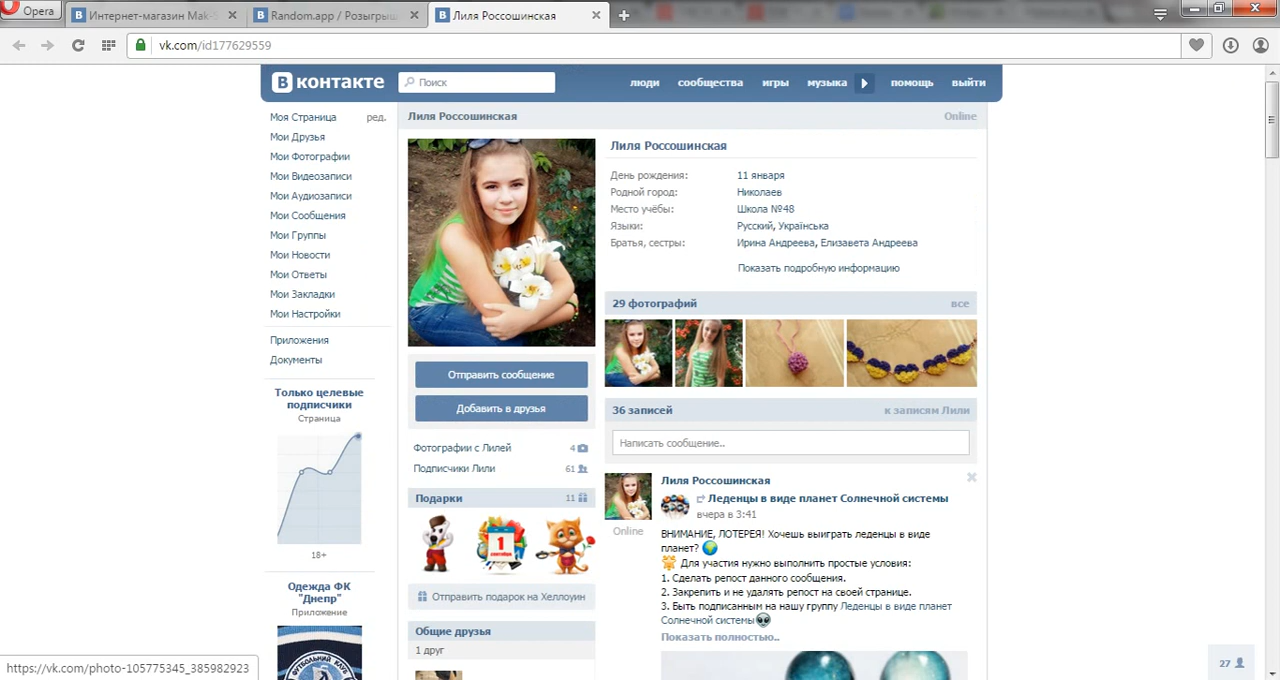 Opera
Интернет-магазин Mak-S
Random.app / Розыгрыш
Лиля Россошинская
vk.com/id177629559
В контакте
Поиск
люди сообщества игры музыка помощь выйти
Моя Страница ред.
Мои Друзья
Мои Фотографии
Мои Видеозаписи
Мои Аудиозаписи
Мои Сообщения
Мои Группы
Мои Новости
Мои Ответы
Мои Закладки
Мои Настройки
Приложения
Документы
Только целевые
подписчики
Страница
18+
Одежда ФК
"Днепр"
Приложение
ФУТБОЛЬНИЙ КЛУБ
Лиля Россошинская Online
Отправить сообщение
Добавить в друзья
Фотографии с Лилей 4
Подписчики Лили 61
Подарки 11
1
сентября
Отправить подарок на Хеллоуин
Общие друзья
1 друг
Лиля Россошинская
День рождения: 11 января
Родной город: Николаев
Место учёбы: Школа №48
Языки: Русский, Українська
Братья, сестры: Ирина Андреева, Елизавета Андреева
Показать подробную информацию
29 фотографий все
36 записей к записям Лили
Написать сообщение..
Лиля Россошинская
Леденцы в виде планет Солнечной системы
вчера в 3:41
Online
ВНИМАНИЕ, ЛОТЕРЕЯ! Хочешь выиграть леденцы в виде
планет?
Для участия нужно выполнить простые условия:
1. Сделать репост данного сообщения.
2. Закрепить и не удалять репост на своей странице.
3. Быть подписанным на нашу группу Леденцы в виде планет
Солнечной системы
Показать полностью..
27
https://vk.com/photo-105775345_385982923